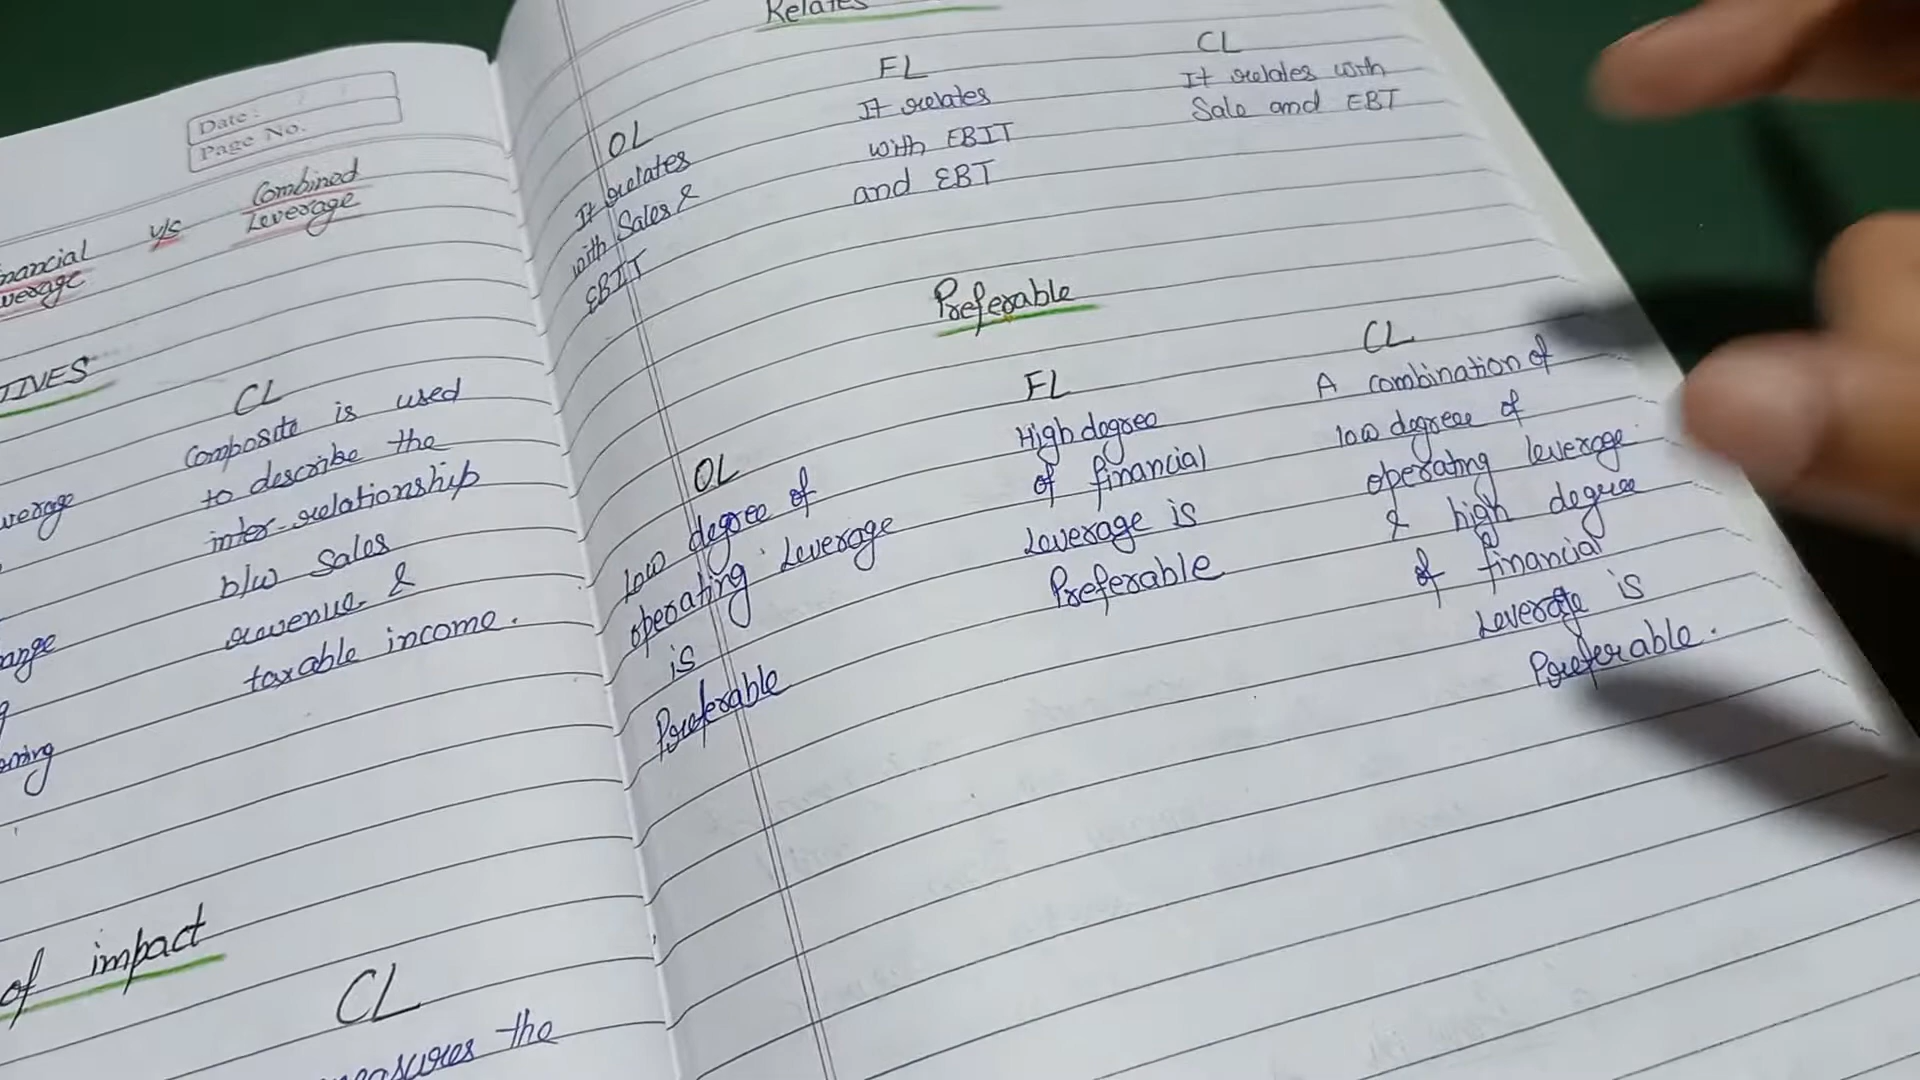 Date:
Page No.
Combined
Leverage
v/s
CL
Composite is used
to describe the
inter-relationship
b/w Sales
revenue &
taxable income.
of impact
CL
the
Relates
OL
It relates
with Sales &
EBIT
FL
It relates
with EBIT
and EBT
CL
It relates with
Sale and EBT
Preferable
OL
Low degree of
operating Leverage
is
Preferable
FL
High degree
of financial
Leverage is
Preferable
CL
A combination of
low degree of
operating leverage
& high degree
of financial
Leverage is
Preferable.